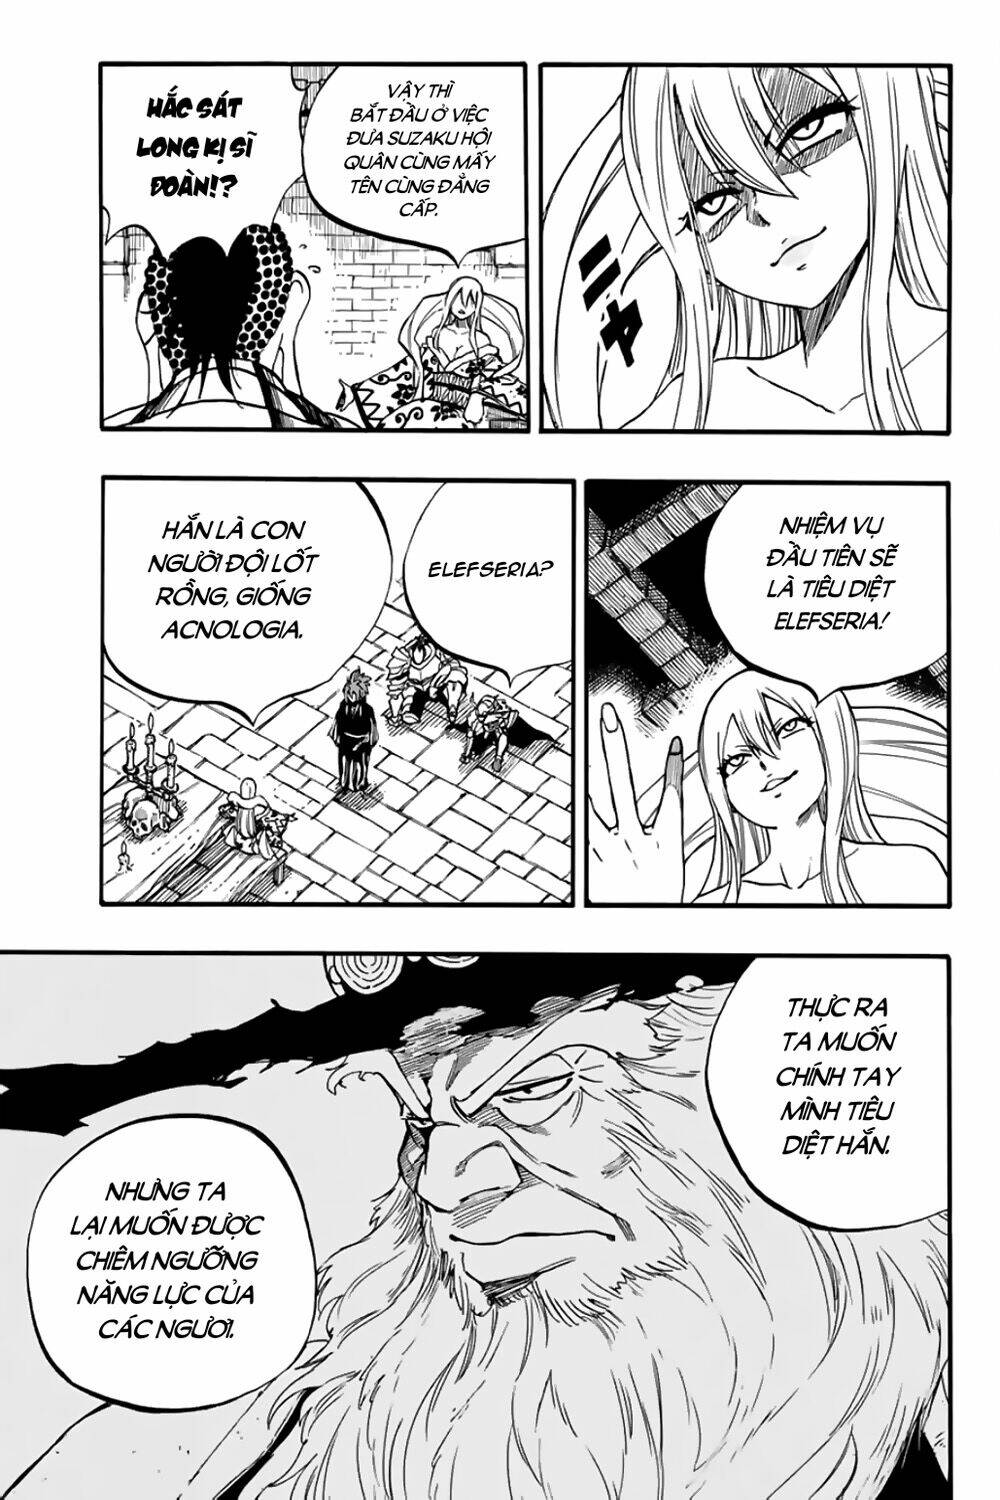 HẮC SÁT
LONG KỊ SĨ
ĐOÀN!?
VẬY THÌ
BẮT ĐẦU Ở VIỆC
ĐƯA SUZAKU HỘI
QUÂN CÙNG MẤY
TÊN CÙNG ĐẲNG
CẤP.
ニヤ
HẮN LÀ CON
NGƯỜI ĐỘI LỐT
RỒNG, GIỐNG
ACNOLOGIA.
ELEFSERIA?
NHIỆM VỤ
ĐẦU TIÊN SẼ
LÀ TIÊU DIỆT
ELEFSERIA!
THỰC RA
TA MUỐN
CHÍNH TAY
MÌNH TIÊU
DIỆT HẮN.
NHƯNG TA
LẠI MUỐN ĐƯỢC
CHIÊM NGƯỠNG
NĂNG LỰC CỦA
CÁC NGƯƠI.